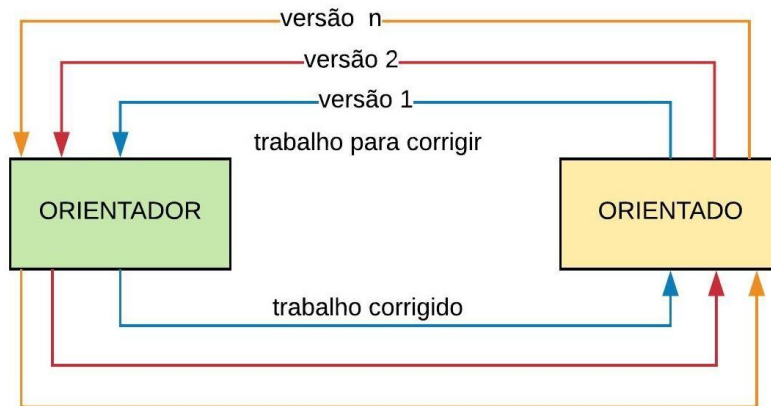 versão n
versão 2
versão 1
trabalho para corrigir
ORIENTADOR
ORIENTADO
trabalho corrigido